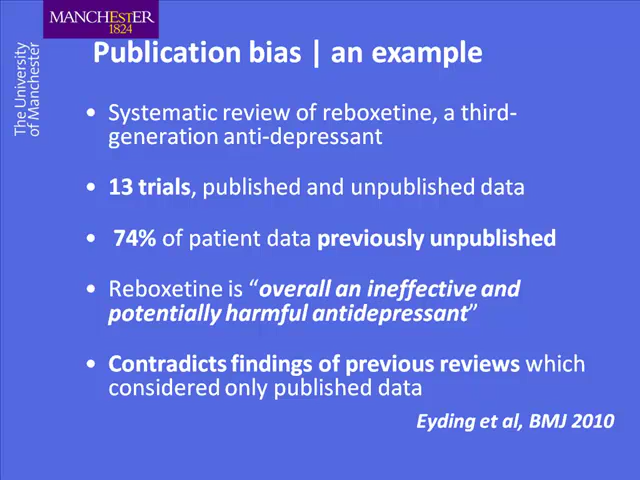 MANCHESTER
1824
The University
of Manchester
Publication bias | an example
• Systematic review of reboxetine, a third-
generation anti-depressant
• 13 trials, published and unpublished data
• 74% of patient data previously unpublished
• Reboxetine is “overall an ineffective and
potentially harmful antidepressant”
• Contradicts findings of previous reviews which
considered only published data
Eyding et al, BMJ 2010